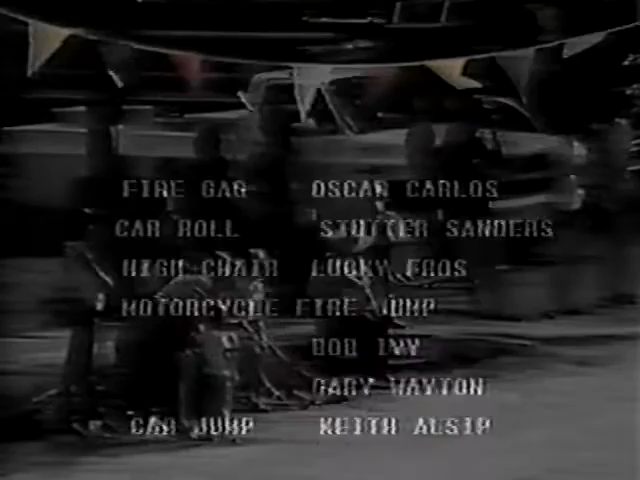 FIRE GAG OSCAR CARLOS
CAR ROLL 'STUTTER' SANDERS
HIGH CHAIR LUCKY FROS
MOTORCYCLE FIRE JUMP
BOB IVY
GARY WAYTON
CAR JUMP KEITH ALSIP